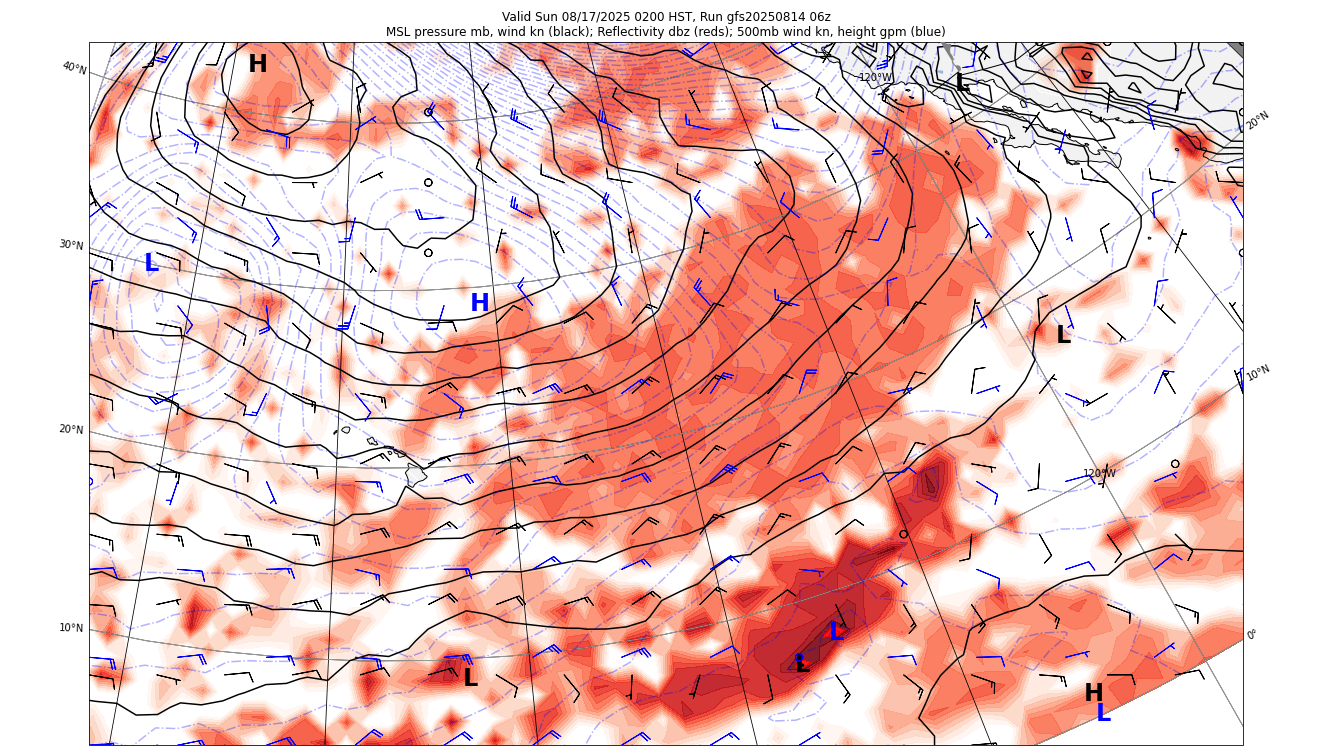 Valid Sun 08/17/2025 0200 HST, Run gfs20250814 06z
MSL pressure mb, wind kn (black); Reflectivity dbz (reds); 500mb wind kn, height gpm (blue)
H
40°N
120°W
L
20°N
30°N
L
H
L
10°N
20°N
120°W
10°N
L
0°
L
L
H
L